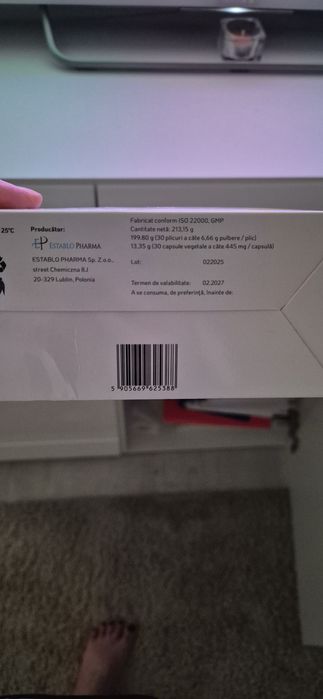 25°C
Producător:
EP ESTABLO PHARMA
ESTABLO PHARMA Sp. Z.o.o.,
street Chemiczna 8J
20-329 Lublin, Polonia
Fabricat conform ISO 22000, GMP
Cantitate netă: 213,15 g
199.80 g (30 plicuri a câte 6,66 g pulbere / plic)
13.35 g (30 capsule vegetale a câte 445 mg / capsulă)
Lot: 022025
Termen de valabilitate: 02.2027
A se consuma, de preferință, înainte de:
5 905669 625388